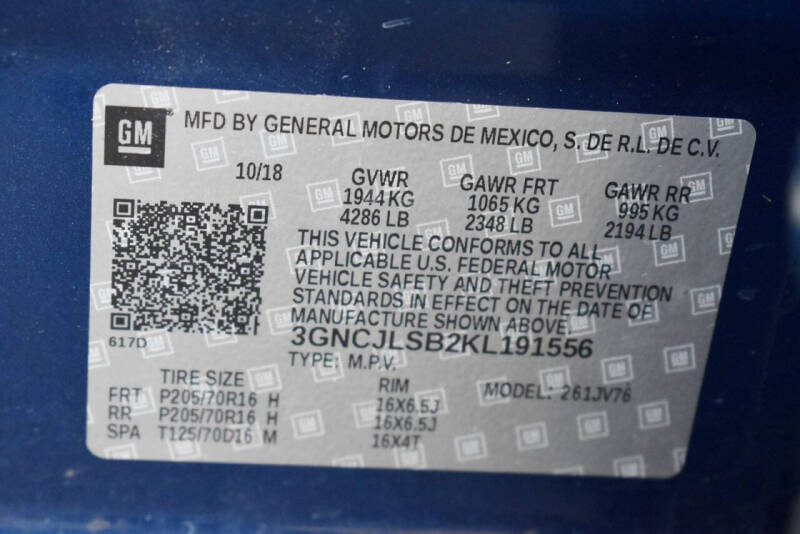 GM
MFD BY GENERAL MOTORS DE MEXICO, S. DE R.L. DE C.V.
10/18 GVWR GAWR FRT GAWR RR
1944 KG 1065 KG 995 KG
4286 LB 2348 LB 2194 LB
THIS VEHICLE CONFORMS TO ALL
APPLICABLE U.S. FEDERAL MOTOR
VEHICLE SAFETY AND THEFT PREVENTION
STANDARDS IN EFFECT ON THE DATE OF
MANUFACTURE SHOWN ABOVE
3GNCJLSB2KL191556
617D
TYPE: M.P.V.
TIRE SIZE RIM MODEL: 261JV76
FRT P205/70R16 H 16X6.5J
RR P205/70R16 H 16X6.5J
SPA T125/70D16 M 16X4T